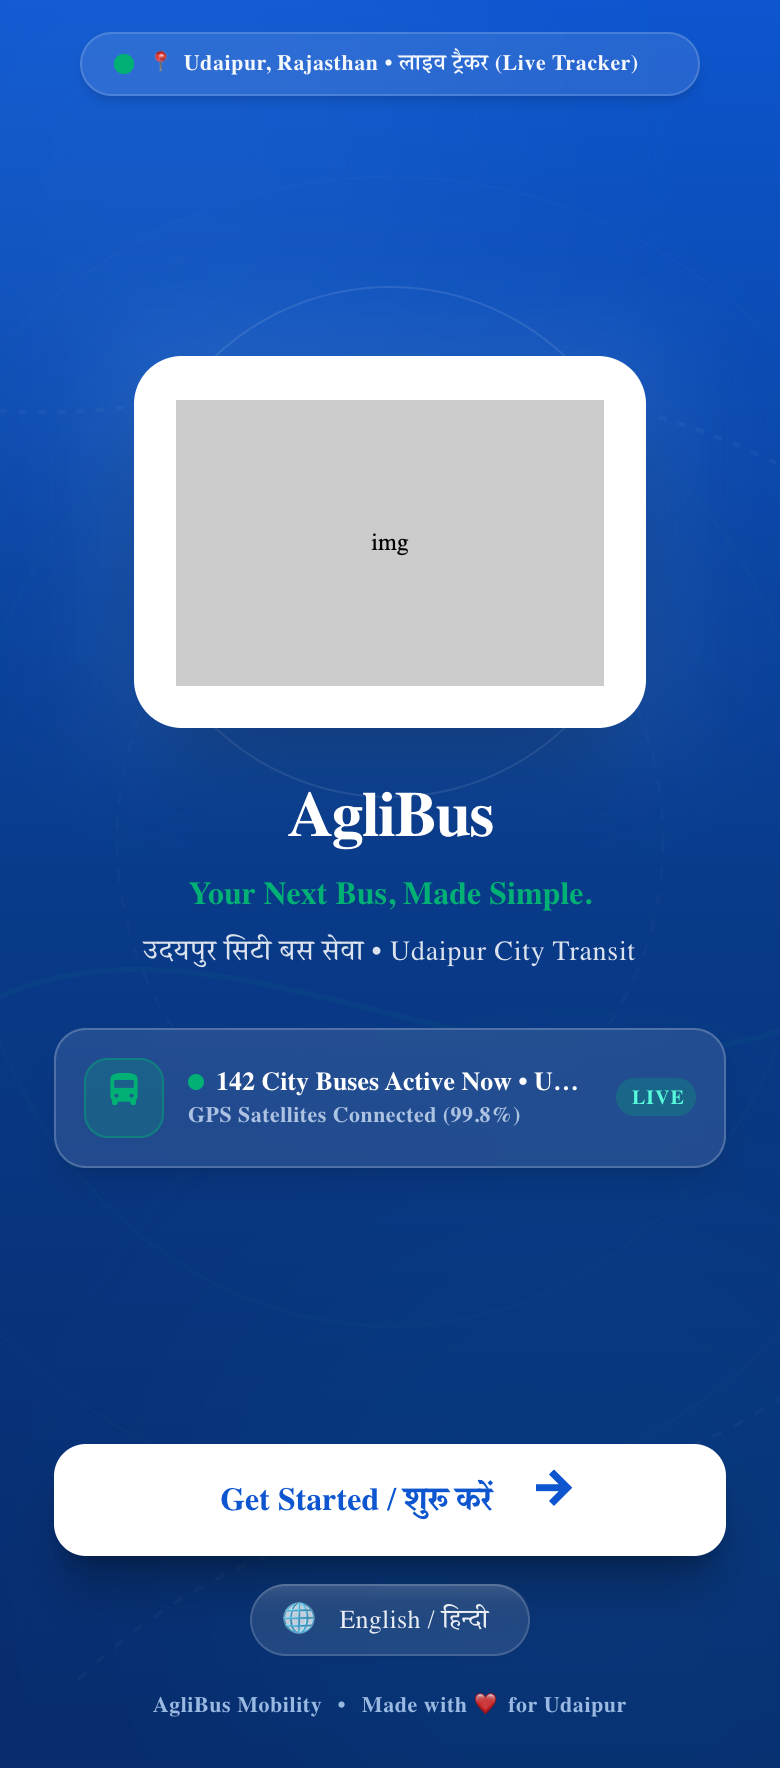 📍 Udaipur, Rajasthan • लाइव ट्रैकर (Live Tracker)
img
AgliBus
Your Next Bus, Made Simple.
उदयपुर सिटी बस सेवा • Udaipur City Transit
142 City Buses Active Now • U...
GPS Satellites Connected (99.8%)
LIVE
Get Started / शुरू करें →
🌐 English / हिन्दी
AgliBus Mobility • Made with ❤️ for Udaipur